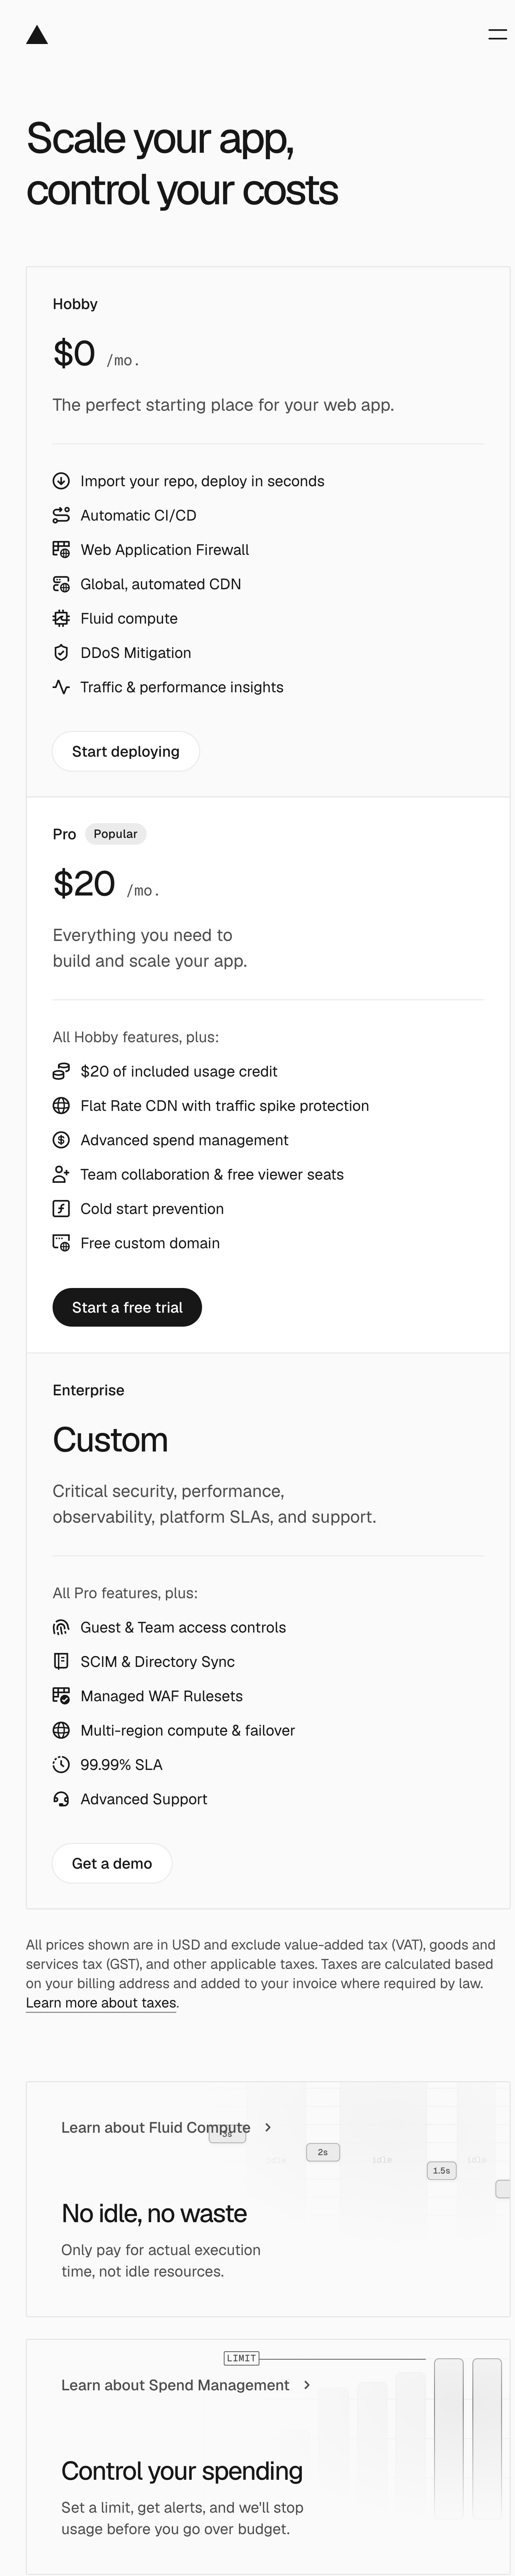 Scale your app,
control your costs
Hobby
$0 /mo.
The perfect starting place for your web app.
Import your repo, deploy in seconds
Automatic CI/CD
Web Application Firewall
Global, automated CDN
Fluid compute
DDoS Mitigation
Traffic & performance insights
Start deploying
Pro Popular
$20 /mo.
Everything you need to
build and scale your app.
All Hobby features, plus:
$20 of included usage credit
Flat Rate CDN with traffic spike protection
Advanced spend management
Team collaboration & free viewer seats
Cold start prevention
Free custom domain
Start a free trial
Enterprise
Custom
Critical security, performance,
observability, platform SLAs, and support.
All Pro features, plus:
Guest & Team access controls
SCIM & Directory Sync
Managed WAF Rulesets
Multi-region compute & failover
99.99% SLA
Advanced Support
Get a demo
All prices shown are in USD and exclude value-added tax (VAT), goods and
services tax (GST), and other applicable taxes. Taxes are calculated based
on your billing address and added to your invoice where required by law.
Learn more about taxes.
Learn about Fluid Compute
3s
2s
idle idle idle
1.5s
No idle, no waste
Only pay for actual execution
time, not idle resources.
LIMIT
Learn about Spend Management
Control your spending
Set a limit, get alerts, and we'll stop
usage before you go over budget.